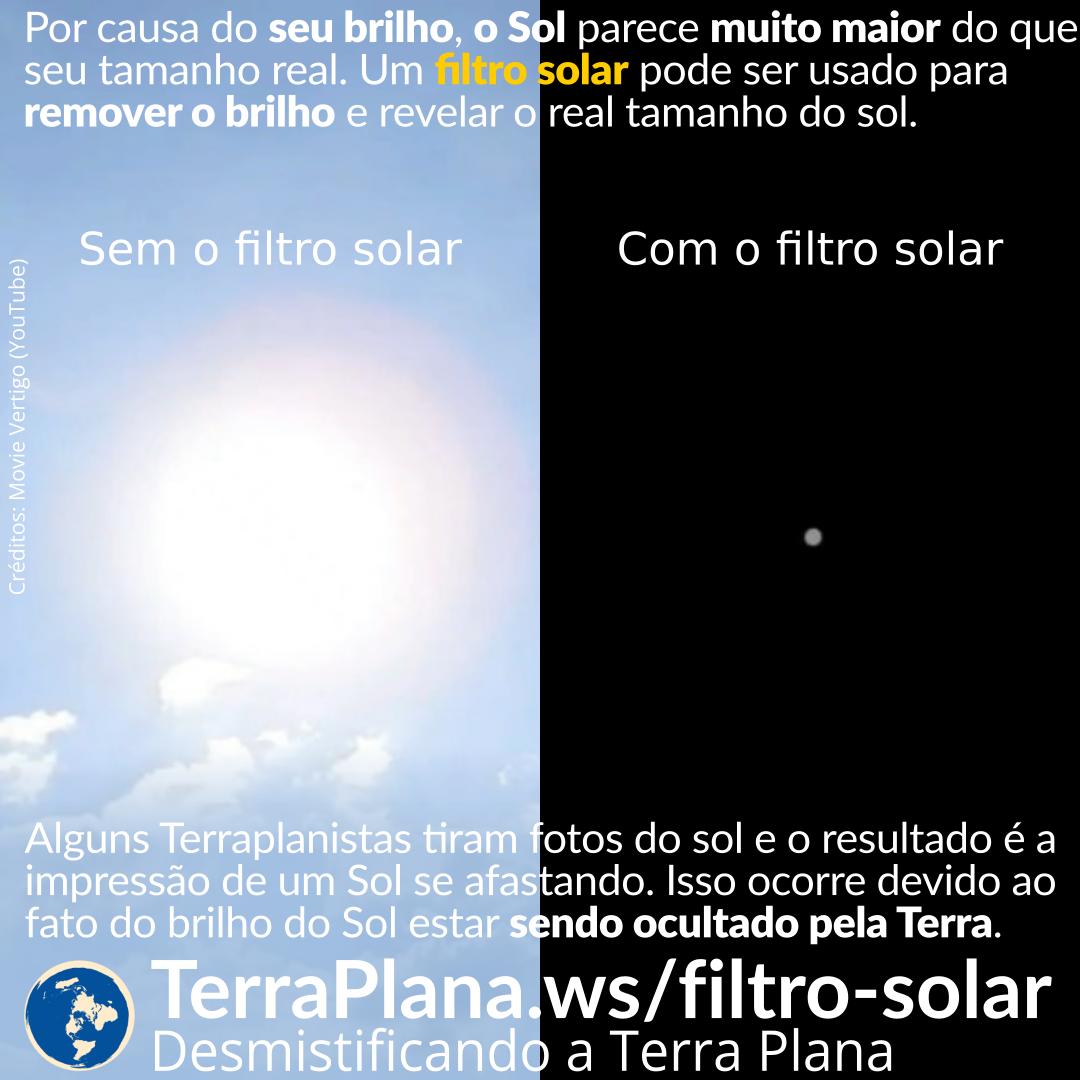 Por causa do seu brilho, o Sol parece muito maior do que
seu tamanho real. Um filtro solar pode ser usado para
remover o brilho e revelar o real tamanho do sol.
Sem o filtro solar
Com o filtro solar
Créditos: Movie Vertigo (YouTube)
Alguns Terraplanistas tiram fotos do sol e o resultado é a
impressão de um Sol se afastando. Isso ocorre devido ao
fato do brilho do Sol estar sendo ocultado pela Terra.
TerraPlana.ws/filtro-solar
Desmistificando a Terra Plana